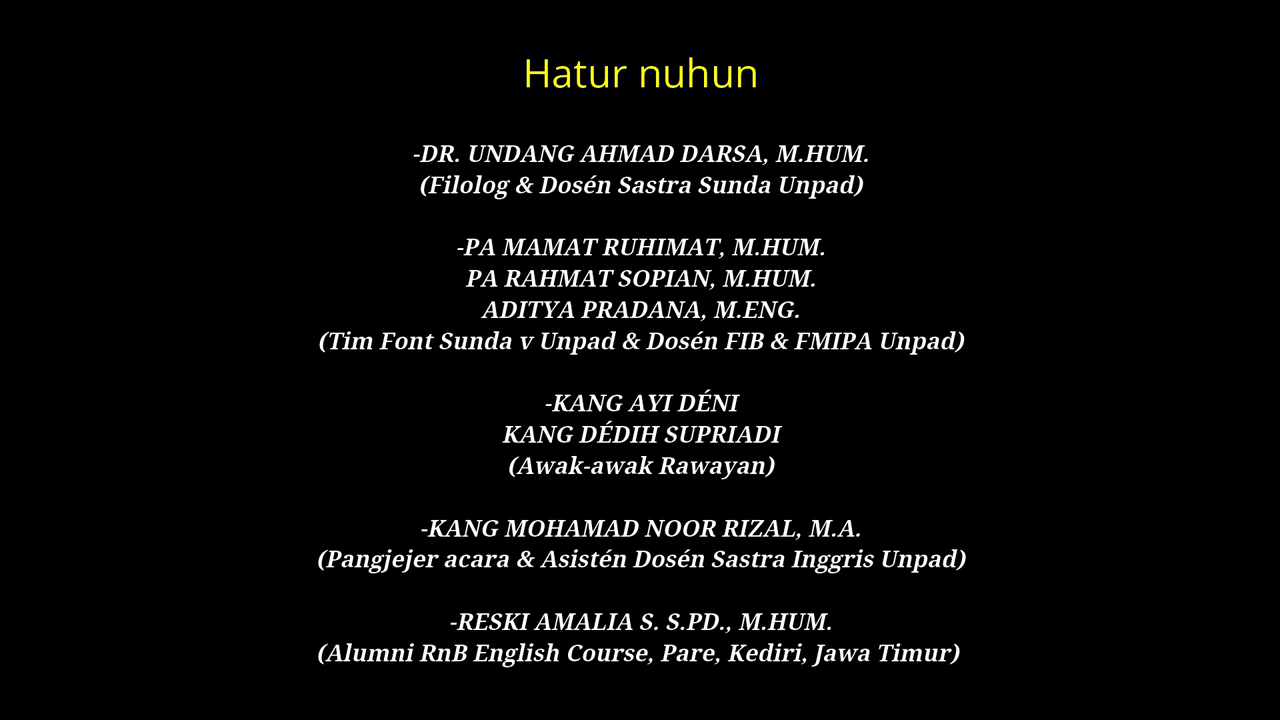 Hatur nuhun
-DR. UNDANG AHMAD DARSA, M.HUM.
(Filolog & Dosén Sastra Sunda Unpad)
-PA MAMAT RUHIMAT, M.HUM.
PA RAHMAT SOPIAN, M.HUM.
ADITYA PRADANA, M.ENG.
(Tim Font Sunda v Unpad & Dosén FIB & FMIPA Unpad)
-KANG AYI DÉNI
KANG DÉDIH SUPRIADI
(Awak-awak Rawayan)
-KANG MOHAMAD NOOR RIZAL, M.A.
(Pangjejer acara & Asistén Dosén Sastra Inggris Unpad)
-RESKI AMALIA S. S.PD., M.HUM.
(Alumni RnB English Course, Pare, Kediri, Jawa Timur)